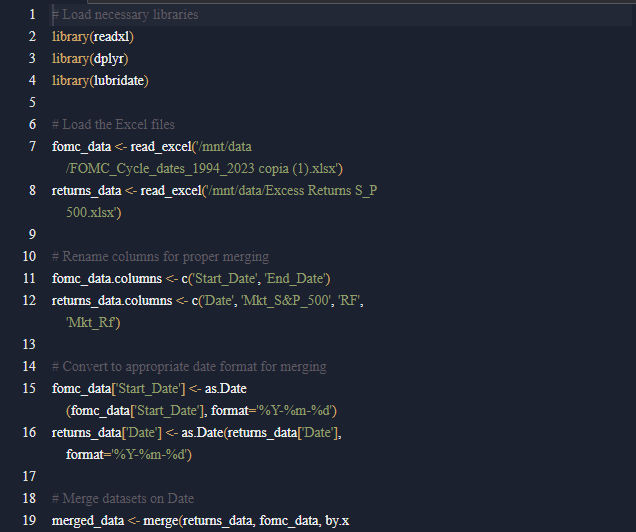 1 # Load necessary libraries
2 library(readxl)
3 library(dplyr)
4 library(lubridate)
5
6 # Load the Excel files
7 fomc_data <- read_excel('/mnt/data
/FOMC_Cycle_dates_1994_2023 copia (1).xlsx')
8 returns_data <- read_excel('/mnt/data/Excess Returns S_P
500.xlsx')
9
10 # Rename columns for proper merging
11 fomc_data.columns <- c('Start_Date', 'End_Date')
12 returns_data.columns <- c('Date', 'Mkt_S&P_500', 'RF',
'Mkt_Rf')
13
14 # Convert to appropriate date format for merging
15 fomc_data['Start_Date'] <- as.Date
(fomc_data['Start_Date'], format='%Y-%m-%d')
16 returns_data['Date'] <- as.Date(returns_data['Date'],
format='%Y-%m-%d')
17
18 # Merge datasets on Date
19 merged_data <- merge(returns_data, fomc_data, by.x